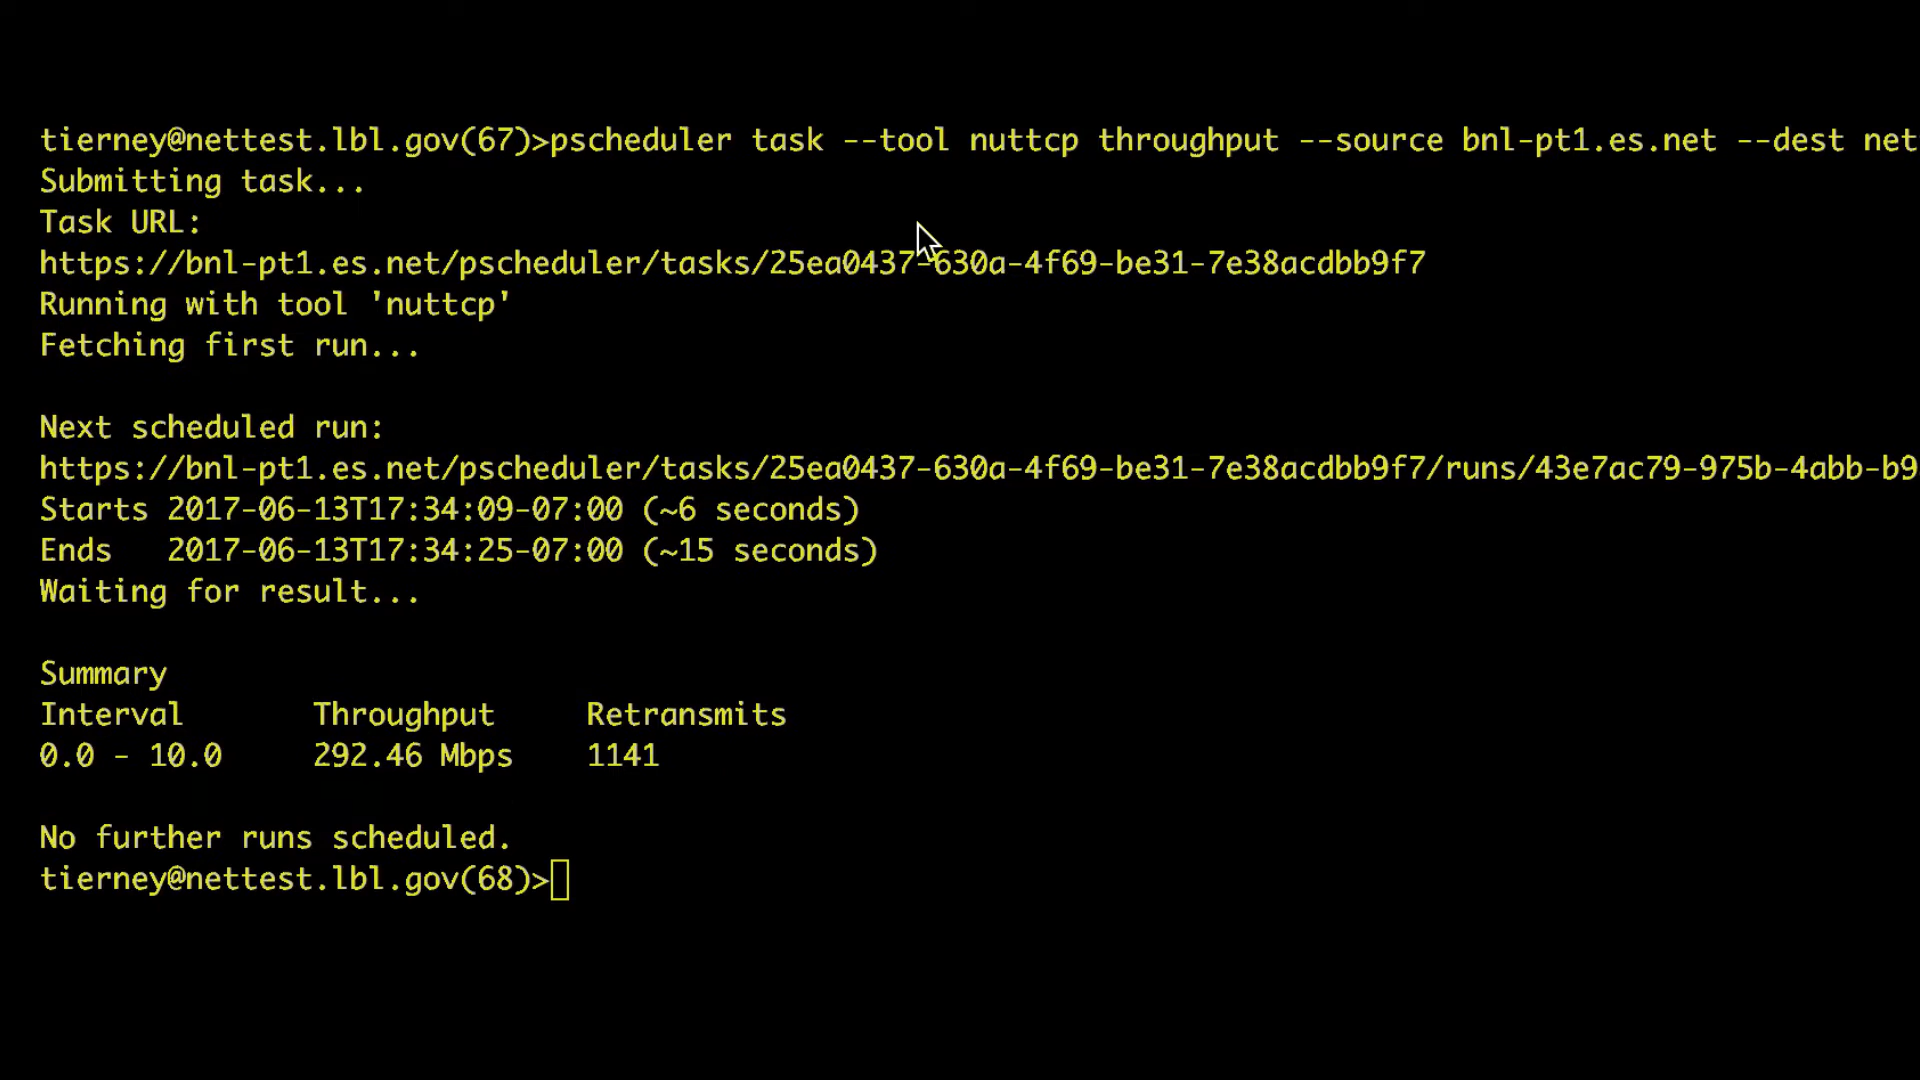 tierney@nettest.lbl.gov(67)>pscheduler task --tool nuttcp throughput --source bnl-pt1.es.net --dest net
Submitting task...
Task URL:
https://bnl-pt1.es.net/pscheduler/tasks/25ea0437-630a-4f69-be31-7e38acdbb9f7
Running with tool 'nuttcp'
Fetching first run...
Next scheduled run:
https://bnl-pt1.es.net/pscheduler/tasks/25ea0437-630a-4f69-be31-7e38acdbb9f7/runs/43e7ac79-975b-4abb-b9
Starts 2017-06-13T17:34:09-07:00 (~6 seconds)
Ends   2017-06-13T17:34:25-07:00 (~15 seconds)
Waiting for result...
Summary
Interval       Throughput     Retransmits
0.0 - 10.0     292.46 Mbps    1141
No further runs scheduled.
tierney@nettest.lbl.gov(68)>